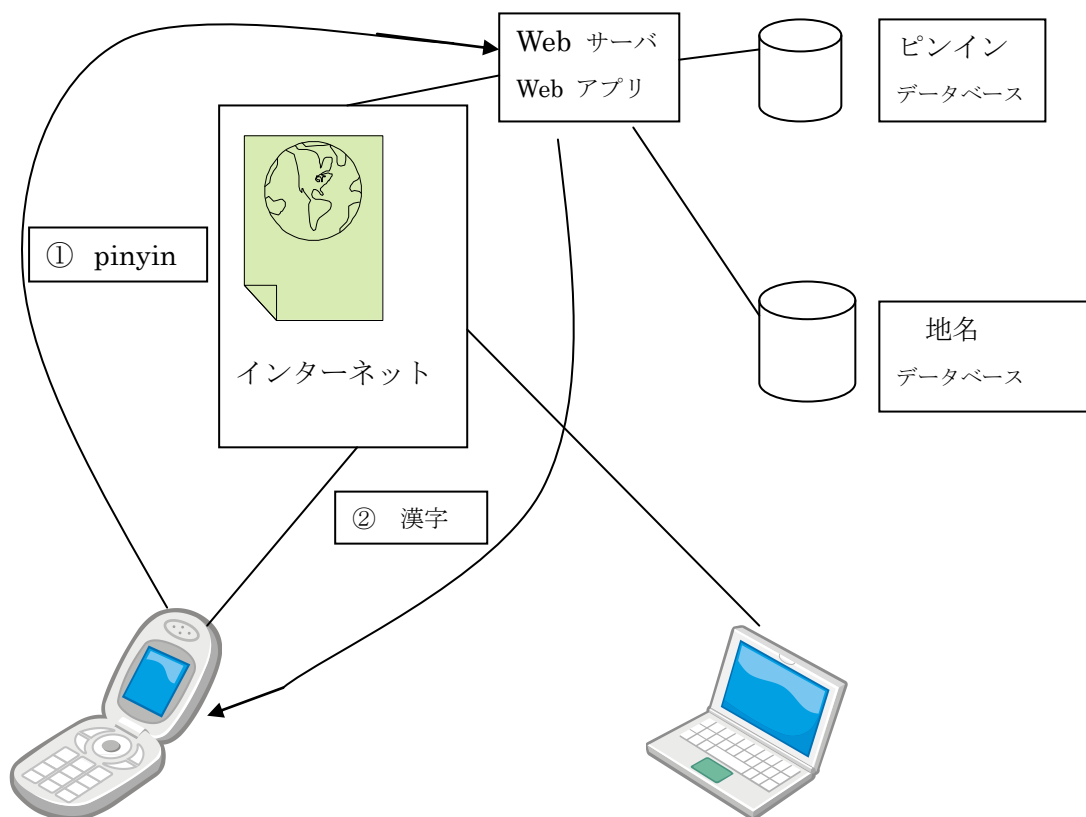 Web サーバ
Web アプリ
ピンイン
データベース
① pinyin
インターネット
地名
データベース
② 漢字